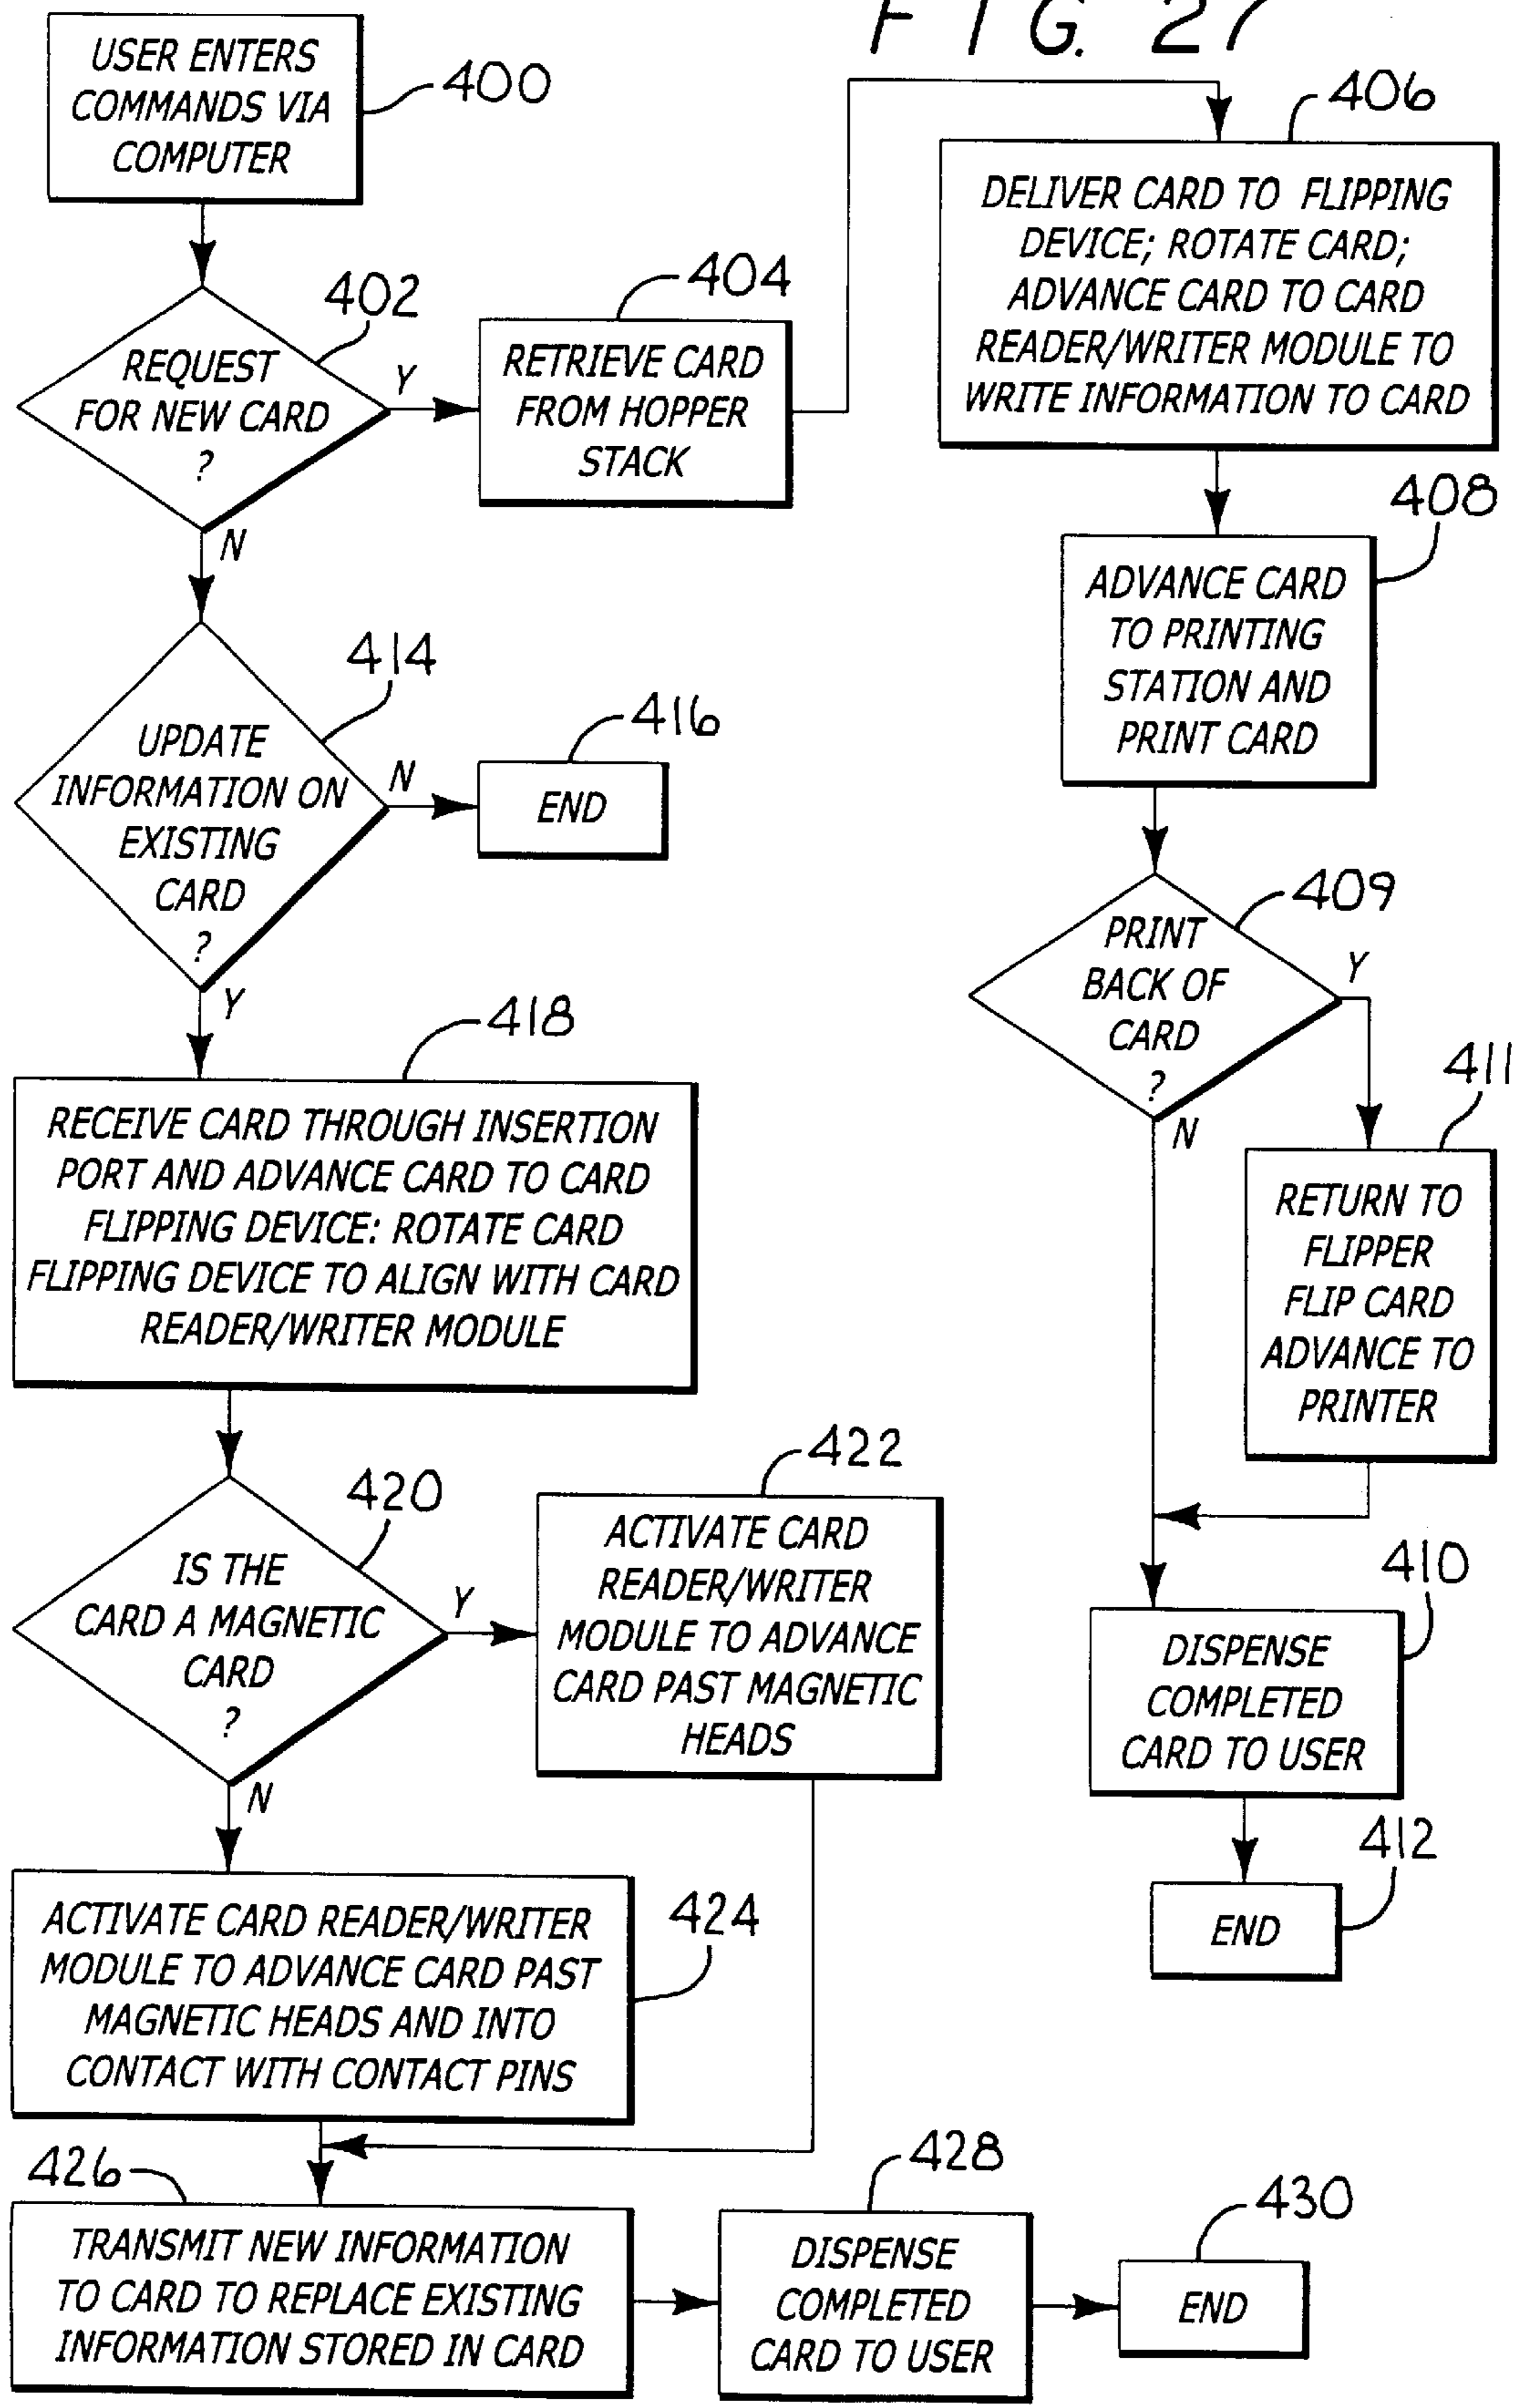 FIG. 27
USER ENTERS
COMMANDS VIA
COMPUTER
400
REQUEST
FOR NEW CARD
?
402
Y
N
RETRIEVE CARD
FROM HOPPER
STACK
404
DELIVER CARD TO FLIPPING
DEVICE; ROTATE CARD;
ADVANCE CARD TO CARD
READER/WRITER MODULE TO
WRITE INFORMATION TO CARD
406
ADVANCE CARD
TO PRINTING
STATION AND
PRINT CARD
408
PRINT
BACK OF
CARD
?
409
Y
N
RETURN TO
FLIPPER
FLIP CARD
ADVANCE TO
PRINTER
411
DISPENSE
COMPLETED
CARD TO USER
410
END
412
UPDATE
INFORMATION ON
EXISTING
CARD
?
414
N
Y
END
416
RECEIVE CARD THROUGH INSERTION
PORT AND ADVANCE CARD TO CARD
FLIPPING DEVICE: ROTATE CARD
FLIPPING DEVICE TO ALIGN WITH CARD
READER/WRITER MODULE
418
IS THE
CARD A MAGNETIC
CARD
?
420
Y
N
ACTIVATE CARD
READER/WRITER
MODULE TO ADVANCE
CARD PAST MAGNETIC
HEADS
422
ACTIVATE CARD READER/WRITER
MODULE TO ADVANCE CARD PAST
MAGNETIC HEADS AND INTO
CONTACT WITH CONTACT PINS
424
TRANSMIT NEW INFORMATION
TO CARD TO REPLACE EXISTING
INFORMATION STORED IN CARD
426
DISPENSE
COMPLETED
CARD TO USER
428
END
430